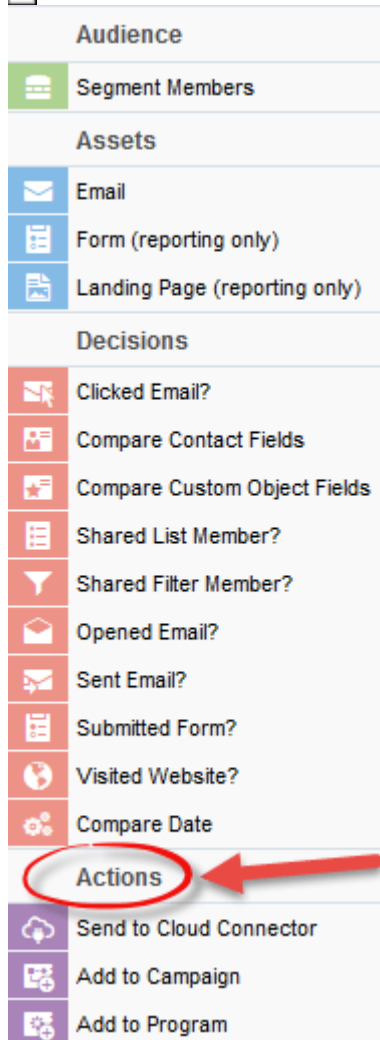 Audience
Segment Members
Assets
Email
Form (reporting only)
Landing Page (reporting only)
Decisions
Clicked Email?
Compare Contact Fields
Compare Custom Object Fields
Shared List Member?
Shared Filter Member?
Opened Email?
Sent Email?
Submitted Form?
Visited Website?
Compare Date
Actions
Send to Cloud Connector
Add to Campaign
Add to Program